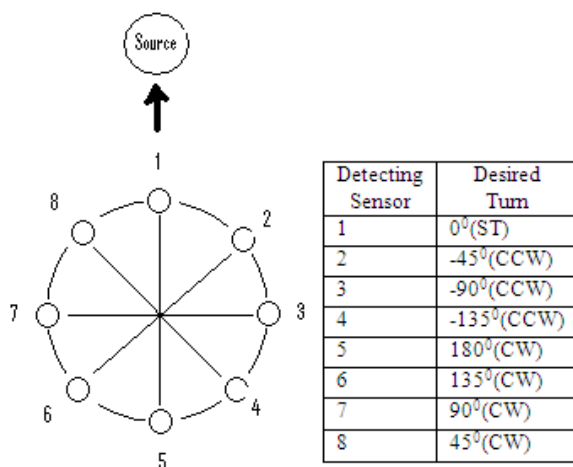 Source
1
8
2
7
3
6
4
5
Detecting Sensor Desired Turn
1 0⁰(ST)
2 -45⁰(CCW)
3 -90⁰(CCW)
4 -135⁰(CCW)
5 180⁰(CW)
6 135⁰(CW)
7 90⁰(CW)
8 45⁰(CW)